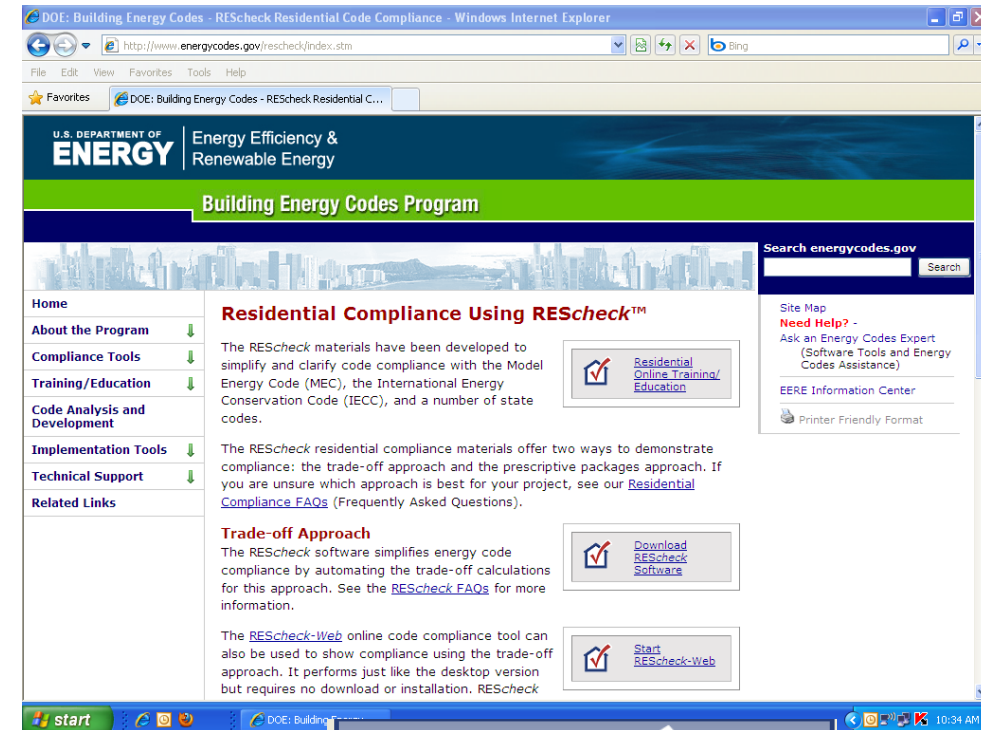 DOE: Building Energy Codes - REScheck Residential Code Compliance - Windows Internet Explorer
http://www.energycodes.gov/rescheck/index.stm
Bing
File Edit View Favorites Tools Help
Favorites
DOE: Building Energy Codes - REScheck Residential C...
U.S. DEPARTMENT OF
ENERGY
Energy Efficiency &
Renewable Energy
Building Energy Codes Program
Search energycodes.gov
Search
Home
About the Program
Compliance Tools
Training/Education
Code Analysis and
Development
Implementation Tools
Technical Support
Related Links
Residential Compliance Using REScheck™
The REScheck materials have been developed to
simplify and clarify code compliance with the Model
Energy Code (MEC), the International Energy
Conservation Code (IECC), and a number of state
codes.
Residential
Online Training/
Education
The REScheck residential compliance materials offer two ways to demonstrate
compliance: the trade-off approach and the prescriptive packages approach. If
you are unsure which approach is best for your project, see our Residential
Compliance FAQs (Frequently Asked Questions).
Trade-off Approach
The REScheck software simplifies energy code
compliance by automating the trade-off calculations
for this approach. See the REScheck FAQs for more
information.
Download
REScheck
Software
The REScheck-Web online code compliance tool can
also be used to show compliance using the trade-off
approach. It performs just like the desktop version
but requires no download or installation. REScheck
Start
REScheck-Web
Site Map
Need Help? -
Ask an Energy Codes Expert
(Software Tools and Energy
Codes Assistance)
EERE Information Center
Printer Friendly Format
start
DOE: Building
10:34 AM